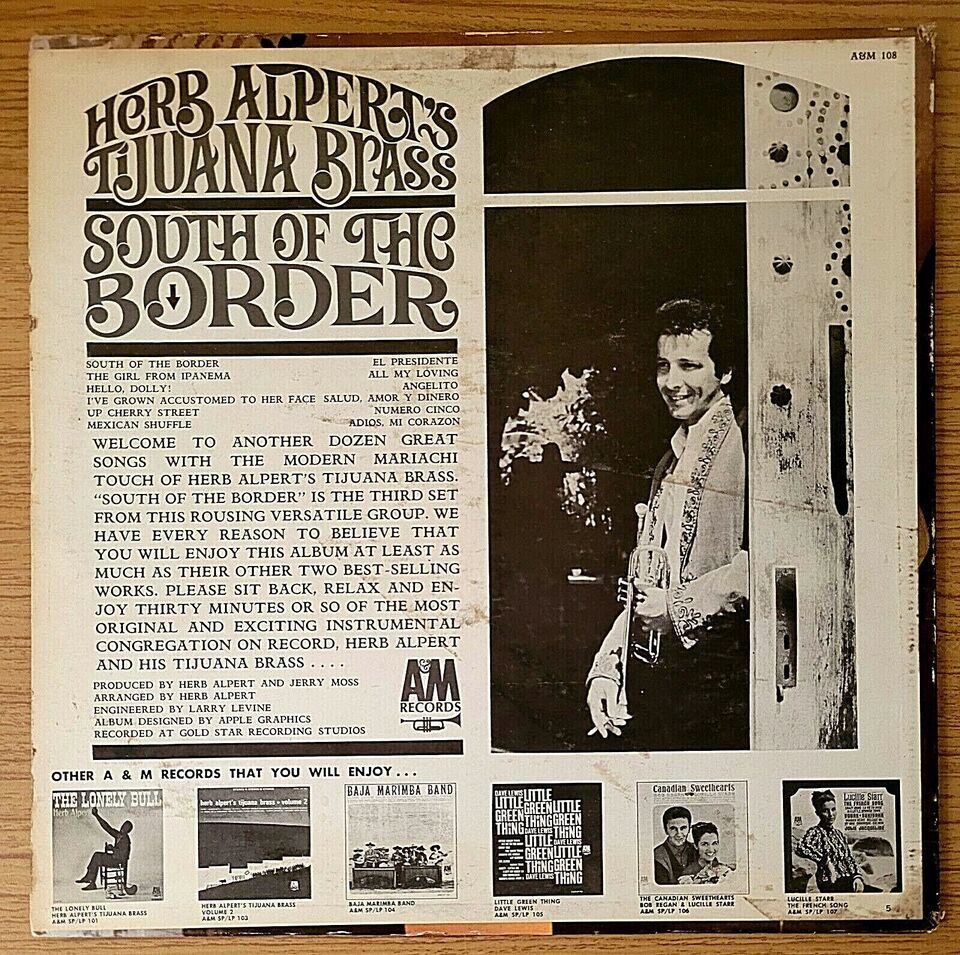 A&M 108
HERB ALPERT'S
TIJUANA BRASS
SOUTH OF THE
BORDER
SOUTH OF THE BORDER
THE GIRL FROM IPANEMA
HELLO, DOLLY!
I'VE GROWN ACCUSTOMED TO HER FACE
UP CHERRY STREET
MEXICAN SHUFFLE
EL PRESIDENTE
ALL MY LOVING
ANGELITO
SALUD, AMOR Y DINERO
NUMERO CINCO
ADIOS, MI CORAZON
WELCOME TO ANOTHER DOZEN GREAT
SONGS WITH THE MODERN MARIACHI
TOUCH OF HERB ALPERT'S TIJUANA BRASS.
"SOUTH OF THE BORDER" IS THE THIRD SET
FROM THIS ROUSING VERSATILE GROUP. WE
HAVE EVERY REASON TO BELIEVE THAT
YOU WILL ENJOY THIS ALBUM AT LEAST AS
MUCH AS THEIR OTHER TWO BEST-SELLING
WORKS. PLEASE SIT BACK, RELAX AND EN-
JOY THIRTY MINUTES OR SO OF THE MOST
ORIGINAL AND EXCITING INSTRUMENTAL
CONGREGATION ON RECORD, HERB ALPERT
AND HIS TIJUANA BRASS ....
PRODUCED BY HERB ALPERT AND JERRY MOSS
ARRANGED BY HERB ALPERT
ENGINEERED BY LARRY LEVINE
ALBUM DESIGNED BY APPLE GRAPHICS
RECORDED AT GOLD STAR RECORDING STUDIOS
A&M
RECORDS
OTHER A & M RECORDS THAT YOU WILL ENJOY...
THE LONELY BULL
Herb Alpert
THE LONELY BULL
HERB ALPERT'S TIJUANA BRASS
A&M SP/LP 101
herb alpert's tijuana brass • volume 2
HERB ALPERT'S TIJUANA BRASS
VOLUME 2
A&M SP/LP 103
BAJA MARIMBA BAND
BAJA MARIMBA BAND
A&M SP/LP 104
DAVE LEWIS
LITTLE
GREEN
THING
LITTLE GREEN THING
DAVE LEWIS
A&M SP/LP 105
Canadian Sweethearts
THE CANADIAN SWEETHEARTS
BOB REGAN & LUCILLE STARR
A&M SP/LP 106
Lucille Starr
THE FRENCH SONG
LUCILLE STARR
THE FRENCH SONG
A&M SP/LP 107
5